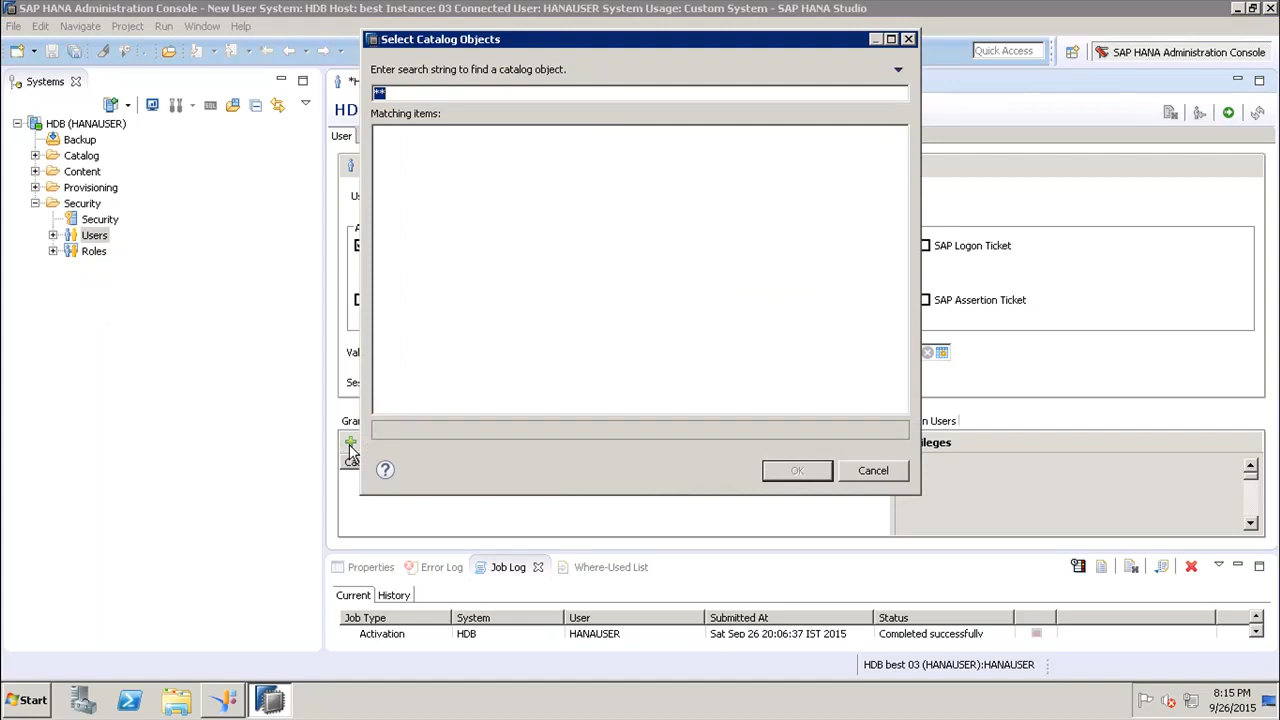 SAP HANA Administration Console - New User System: HDB Host: best Instance: 03 Connected User: HANAUSER System Usage: Custom System - SAP HANA Studio
File Edit Navigate Project Run Window Help
Select Catalog Objects
Quick Access
SAP HANA Administration Console
Systems
Enter search string to find a catalog object.
**
HDB (HANAUSER)
Backup
Catalog
Content
Provisioning
Security
Security
Users
Roles
HD
User
Matching items:
SAP Logon Ticket
SAP Assertion Ticket
Val
Ses
OK
Cancel
Properties Error Log Job Log Where-Used List
Current History
Job Type System User Submitted At Status
Activation HDB HANAUSER Sat Sep 26 20:06:37 IST 2015 Completed successfully
HDB best 03 (HANAUSER):HANAUSER
Start
8:15 PM
9/26/2015